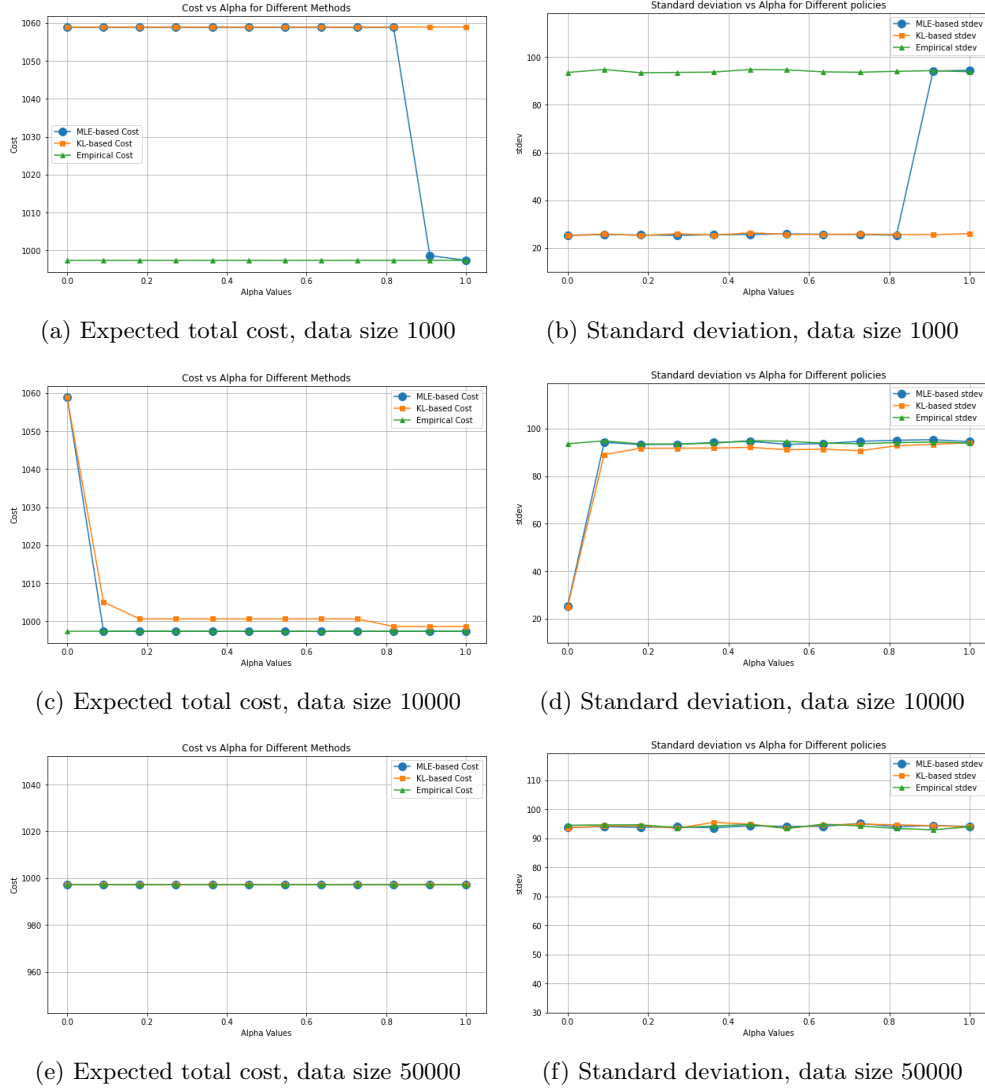 Cost vs Alpha for Different Methods
1060
1050
1040
1030
1020
1010
1000
Cost
MLE-based Cost
KL-based Cost
Empirical Cost
0.0 0.2 0.4 0.6 0.8 1.0
Alpha Values
(a) Expected total cost, data size 1000
Standard deviation vs Alpha for Different policies
100
80
60
40
20
stdev
MLE-based stdev
KL-based stdev
Empirical stdev
0.0 0.2 0.4 0.6 0.8 1.0
Alpha Values
(b) Standard deviation, data size 1000
Cost vs Alpha for Different Methods
1060
1050
1040
1030
1020
1010
1000
Cost
MLE-based Cost
KL-based Cost
Empirical Cost
0.0 0.2 0.4 0.6 0.8 1.0
Alpha Values
(c) Expected total cost, data size 10000
Standard deviation vs Alpha for Different policies
100
80
60
40
20
stdev
MLE-based stdev
KL-based stdev
Empirical stdev
0.0 0.2 0.4 0.6 0.8 1.0
Alpha Values
(d) Standard deviation, data size 10000
Cost vs Alpha for Different Methods
1040
1020
1000
980
960
Cost
MLE-based Cost
KL-based Cost
Empirical Cost
0.0 0.2 0.4 0.6 0.8 1.0
Alpha Values
(e) Expected total cost, data size 50000
Standard deviation vs Alpha for Different policies
110
100
90
80
70
60
50
40
30
stdev
MLE-based stdev
KL-based stdev
Empirical stdev
0.0 0.2 0.4 0.6 0.8 1.0
Alpha Values
(f) Standard deviation, data size 50000